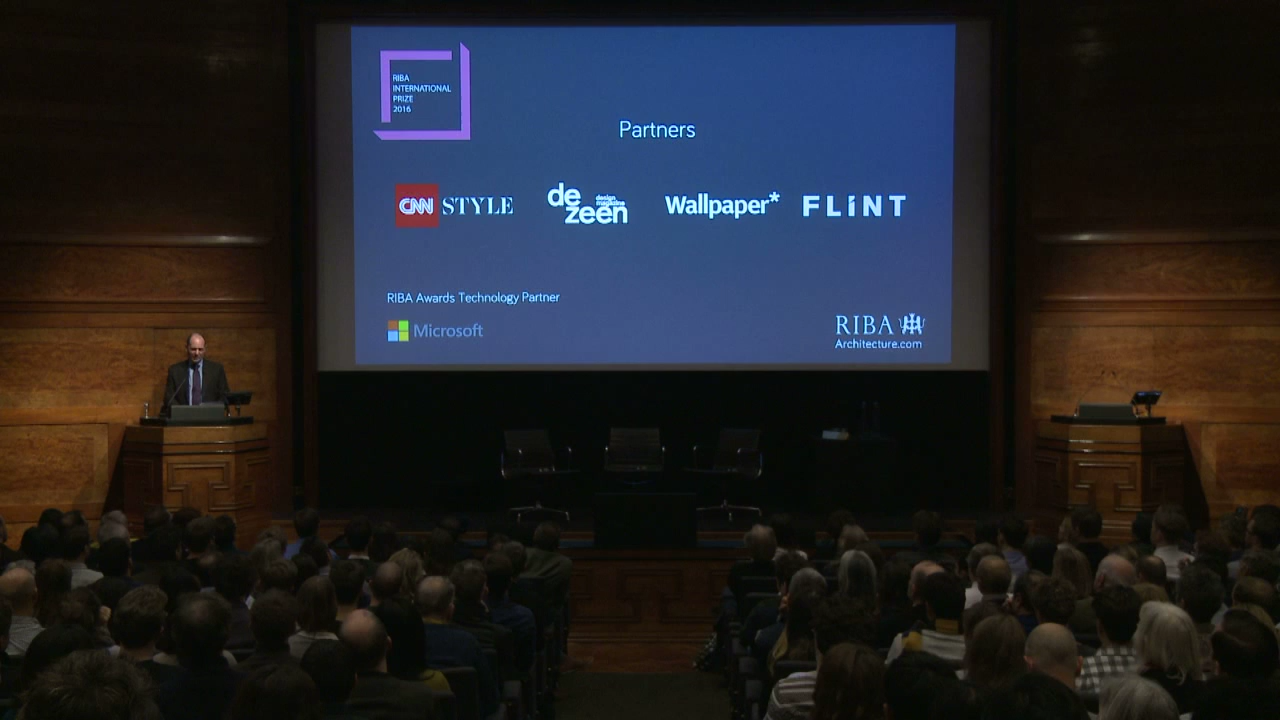 RIBA
INTERNATIONAL
PRIZE
2016
Partners
CNN STYLE
de
zeen
design
magazine
Wallpaper*
FLiNT
RIBA Awards Technology Partner
Microsoft
RIBA
Architecture.com